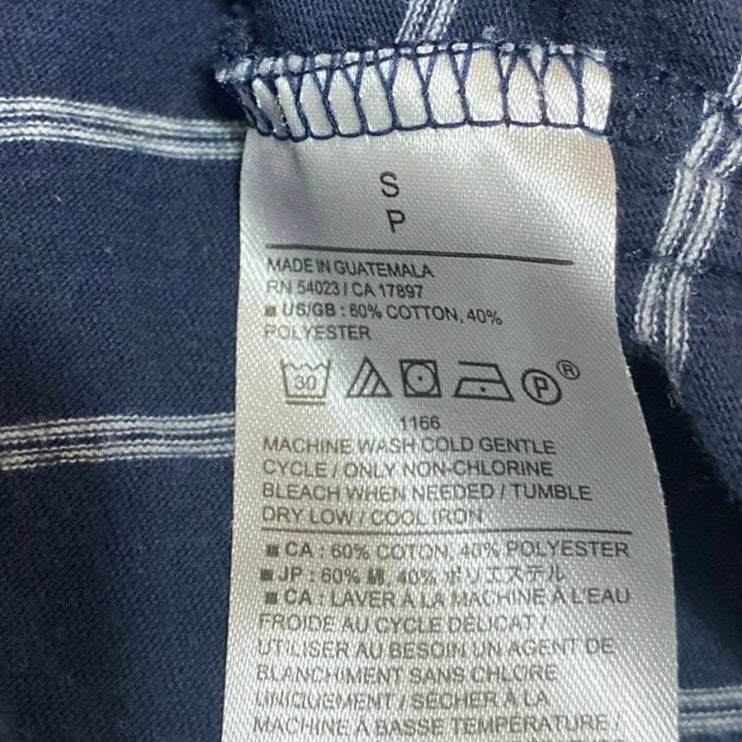 S
P
MADE IN GUATEMALA
RN 54023 / CA 17897
■ US/GB : 60% COTTON, 40%
POLYESTER
30 P ®
1166
MACHINE WASH COLD GENTLE
CYCLE / ONLY NON-CHLORINE
BLEACH WHEN NEEDED / TUMBLE
DRY LOW / COOL IRON
■ CA : 60% COTON, 40% POLYESTER
■ JP : 60% 綿, 40% ポリエステル
■ CA : LAVER À LA MACHINE À L'EAU
FROIDE AU CYCLE DÉLICAT /
UTILISER AU BESOIN UN AGENT DE
BLANCHIMENT SANS CHLORE
UNIQUEMENT / SÉCHER À LA
MACHINE À BASSE TEMPÉRATURE /